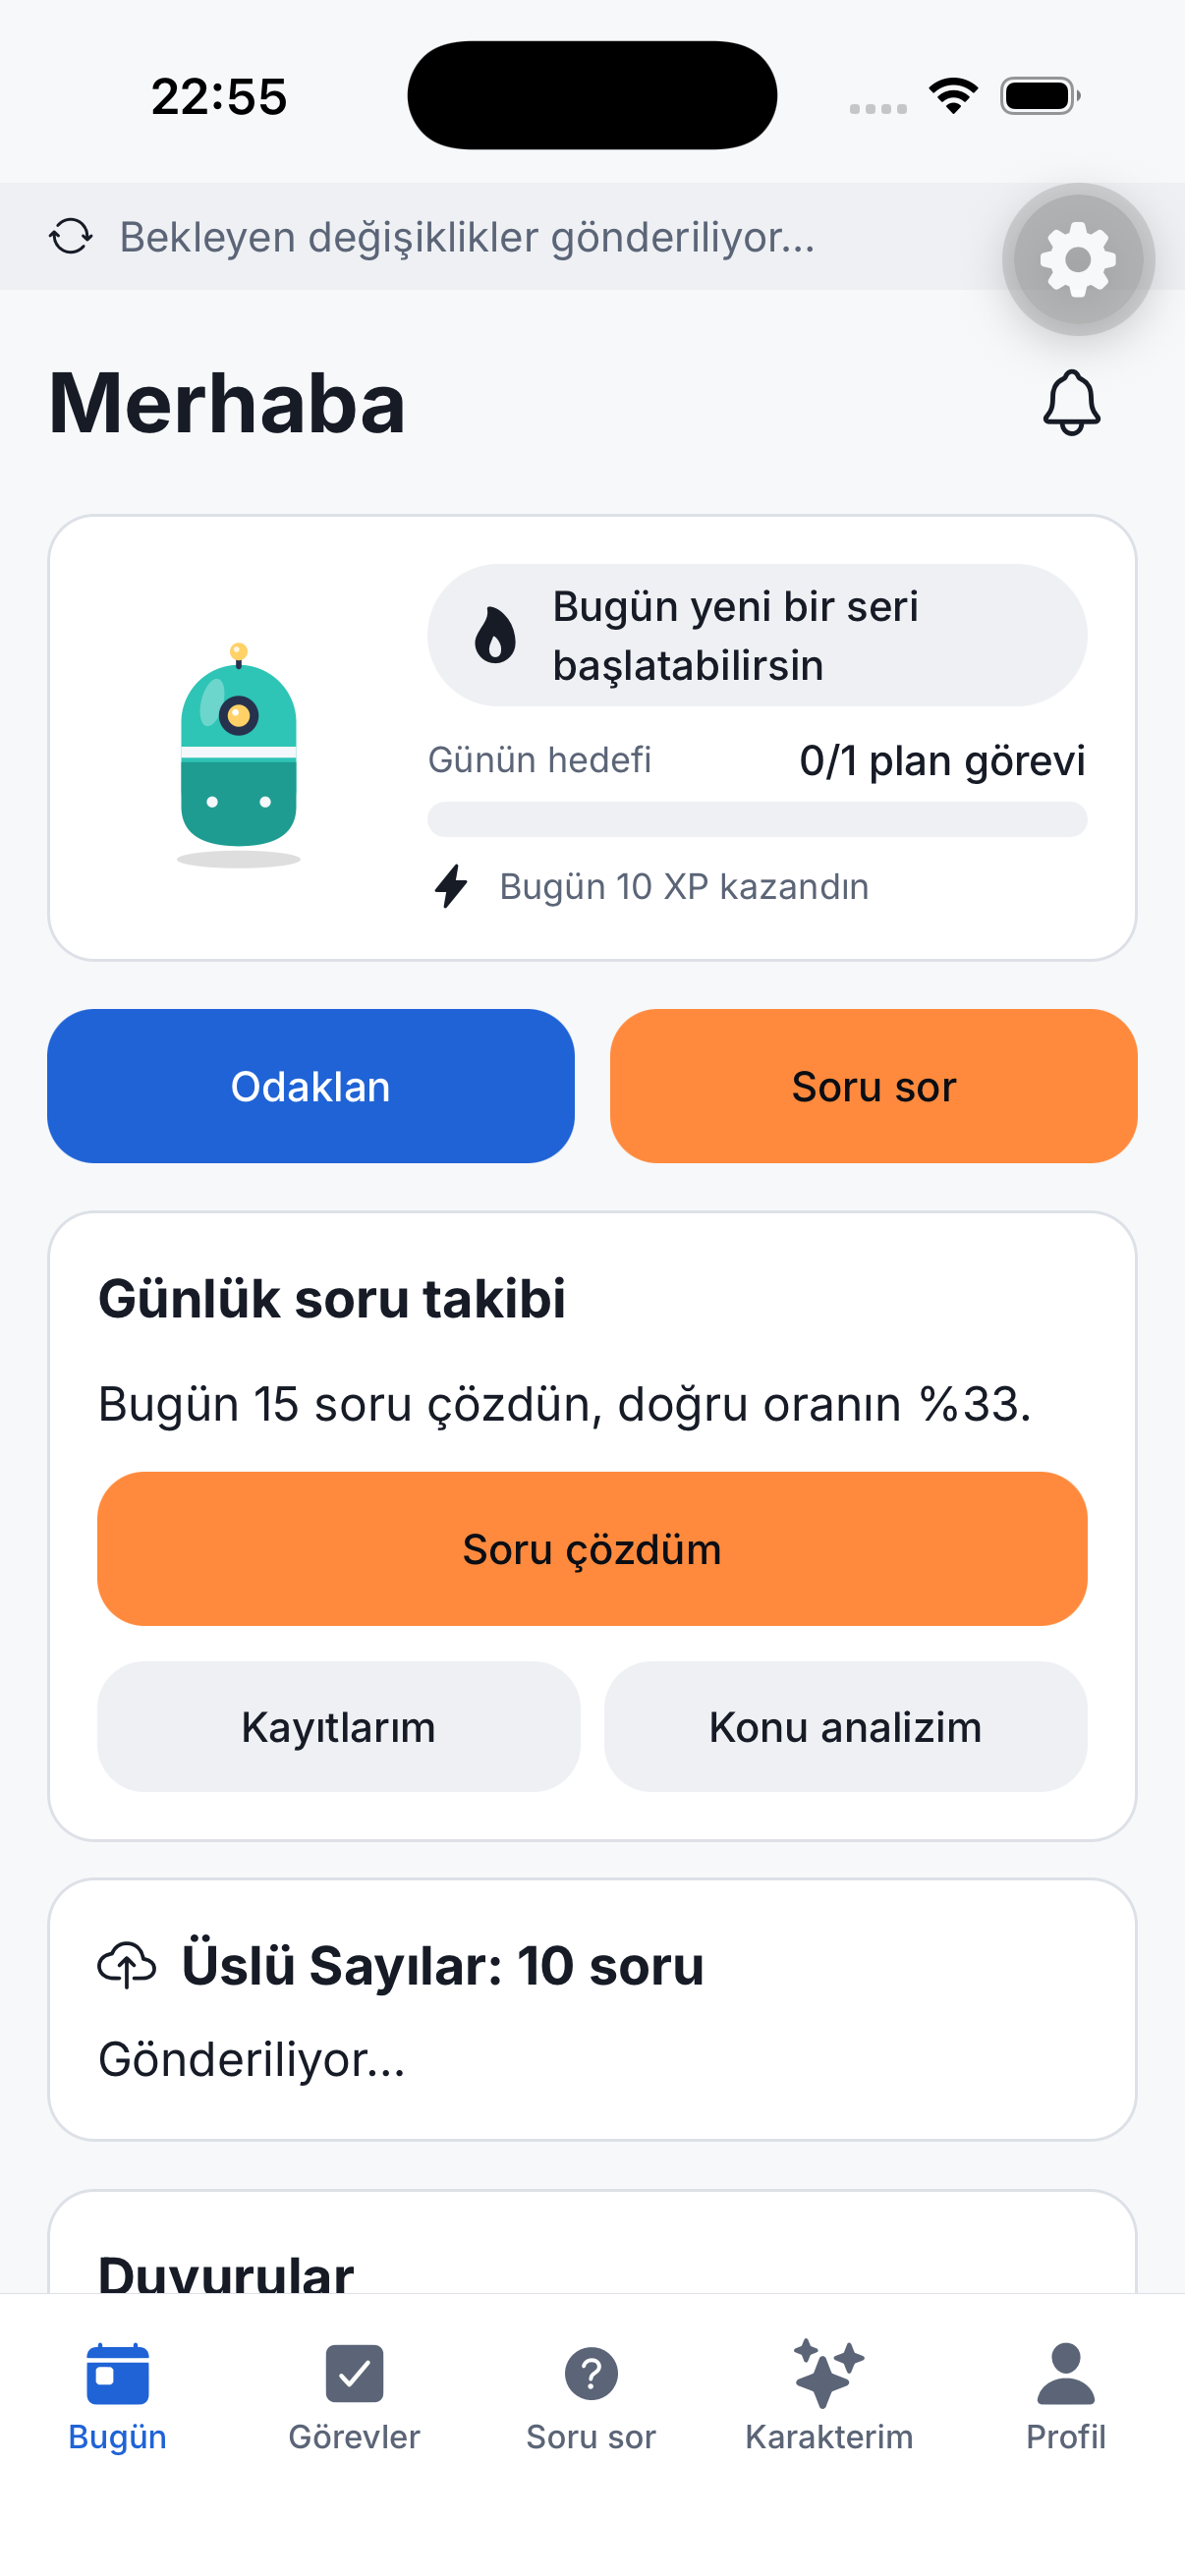 22:55
Bekleyen değişiklikler gönderiliyor...
Merhaba
Bugün yeni bir seri
başlatabilirsin
Günün hedefi 0/1 plan görevi
Bugün 10 XP kazandın
Odaklan Soru sor
Günlük soru takibi
Bugün 15 soru çözdün, doğru oranın %33.
Soru çözdüm
Kayıtlarım Konu analizim
Üslü Sayılar: 10 soru
Gönderiliyor...
Duyurular
Bugün Görevler Soru sor Karakterim Profil